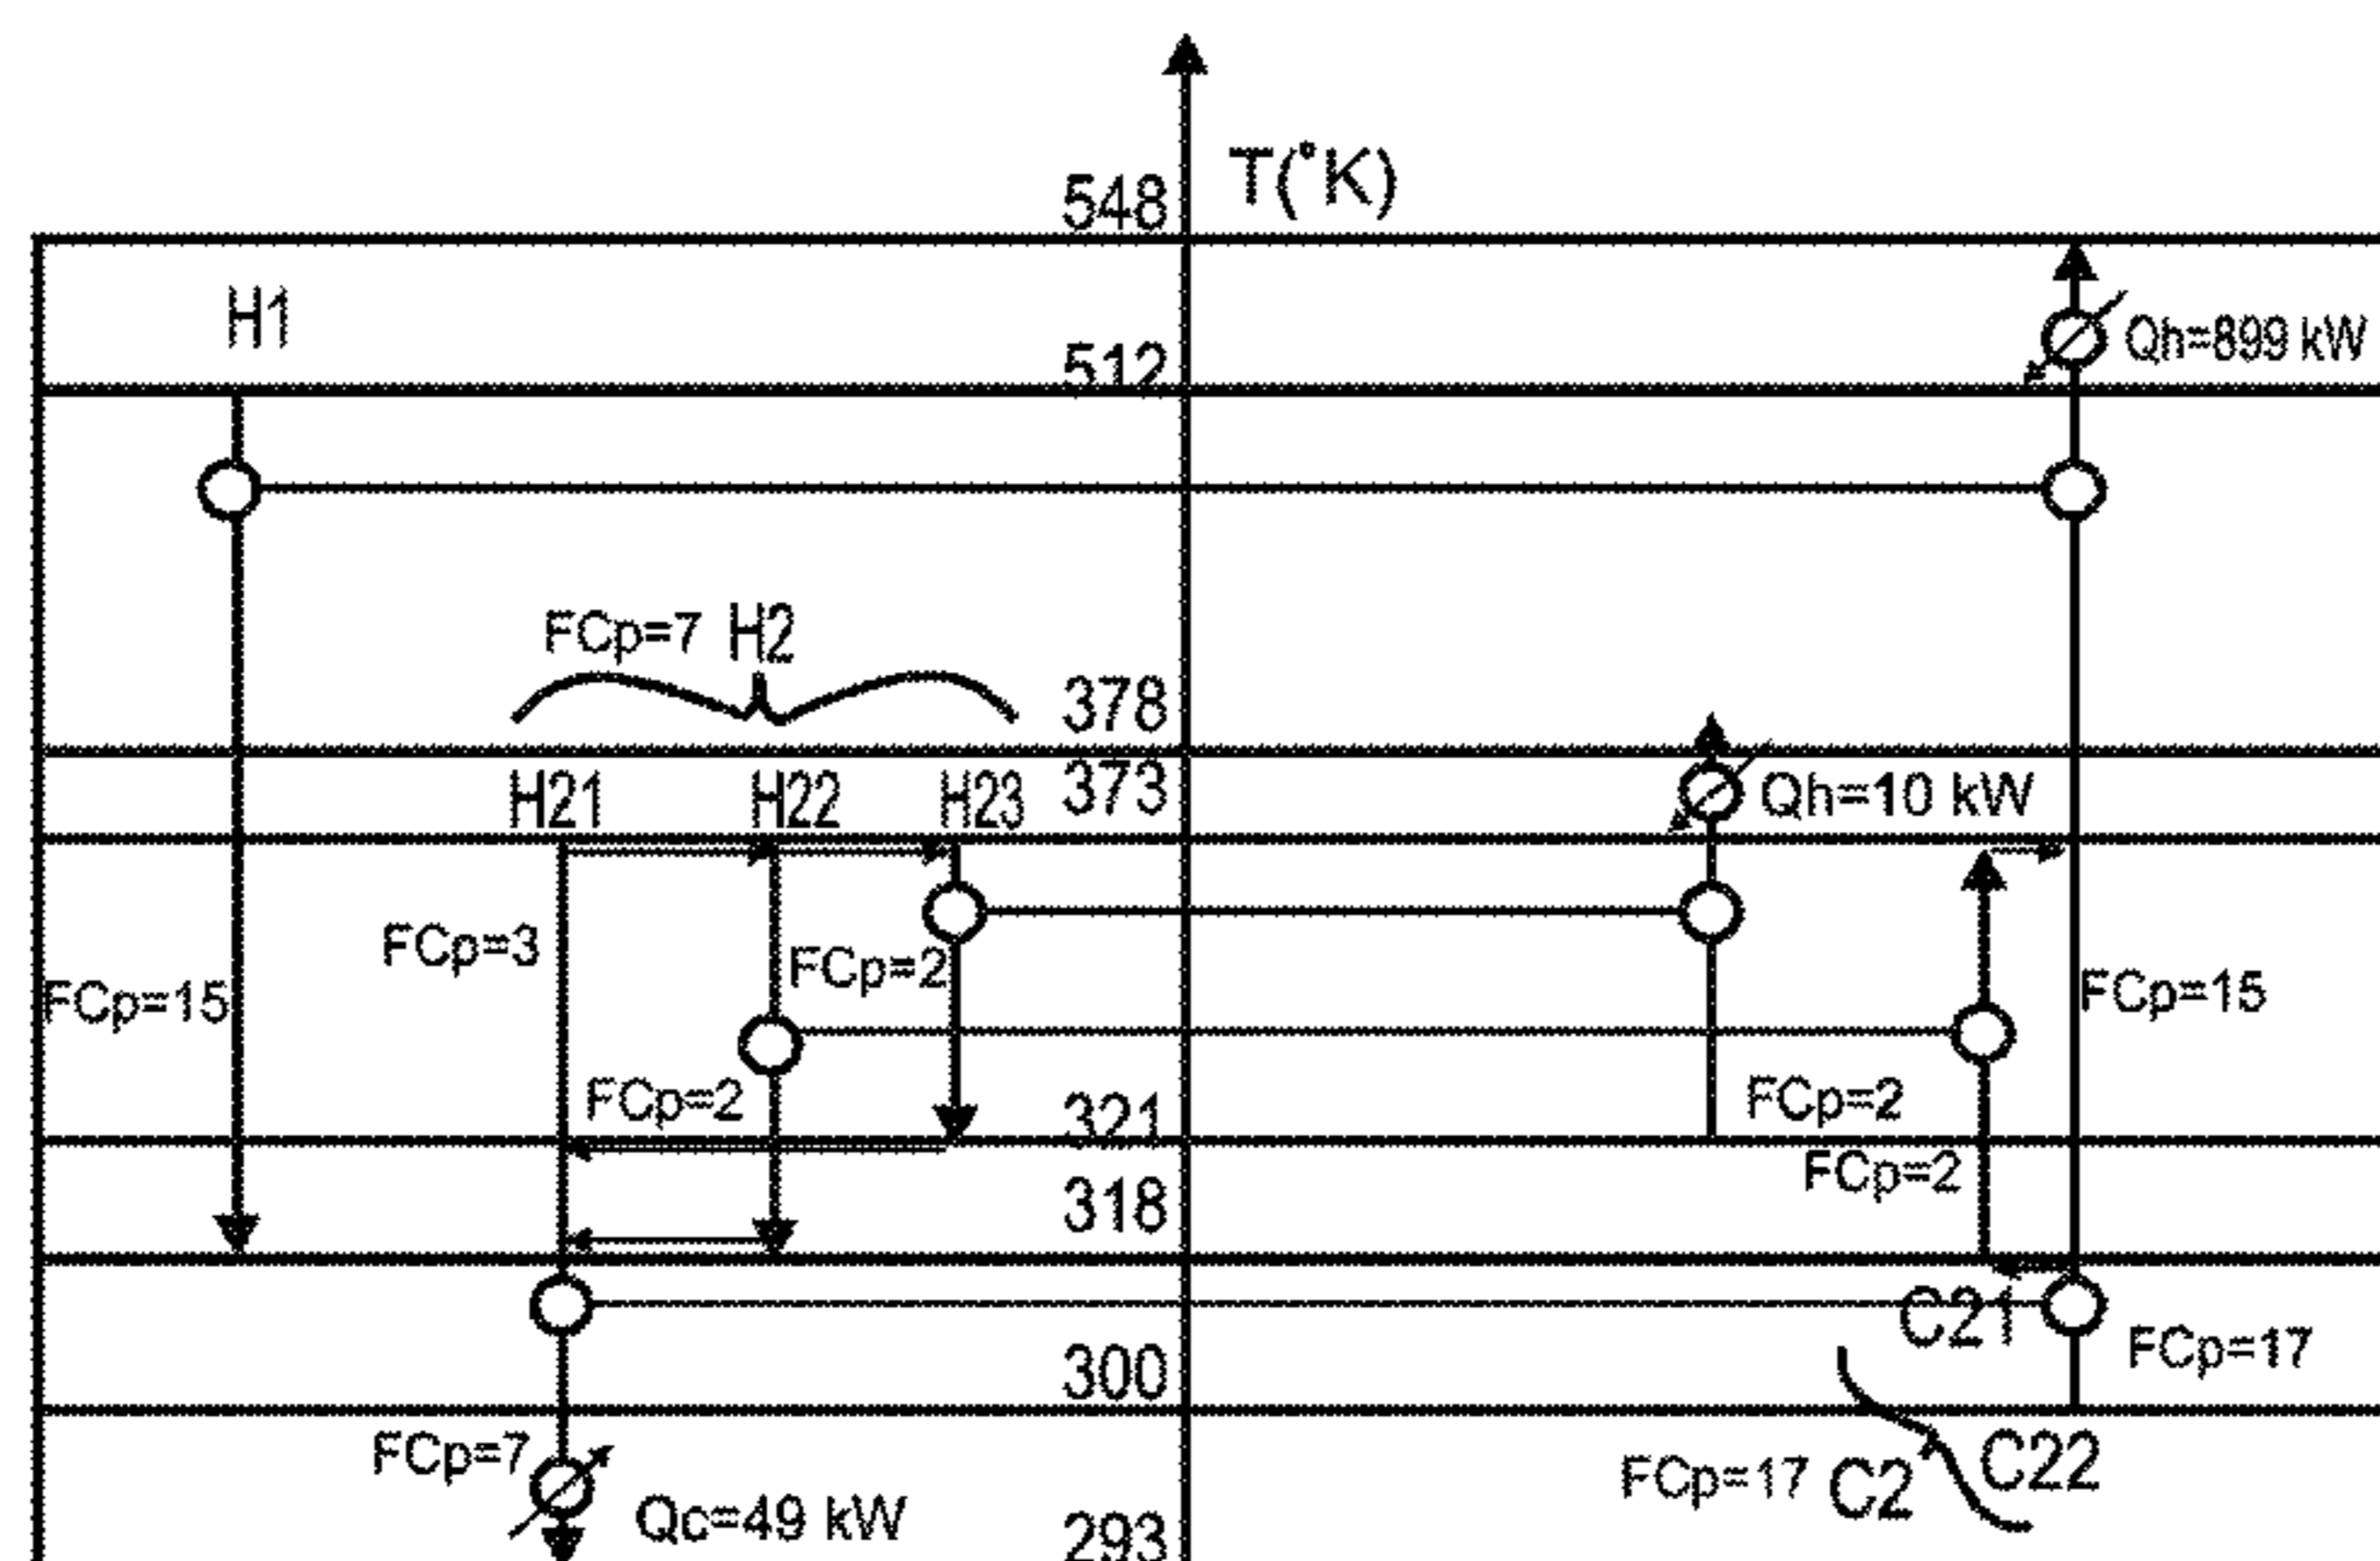 T(°K)
548
H1
Qh=899 kW
512
FCp=7 H2
378
373
Qh=10 kW
H21
H22
H23
FCp=3
FCp=2
FCp=15
FCp=15
FCp=2
321
FCp=2
FCp=2
318
C21
FCp=17
300
FCp=7
FCp=17 C2
C22
Qc=49 kW
293